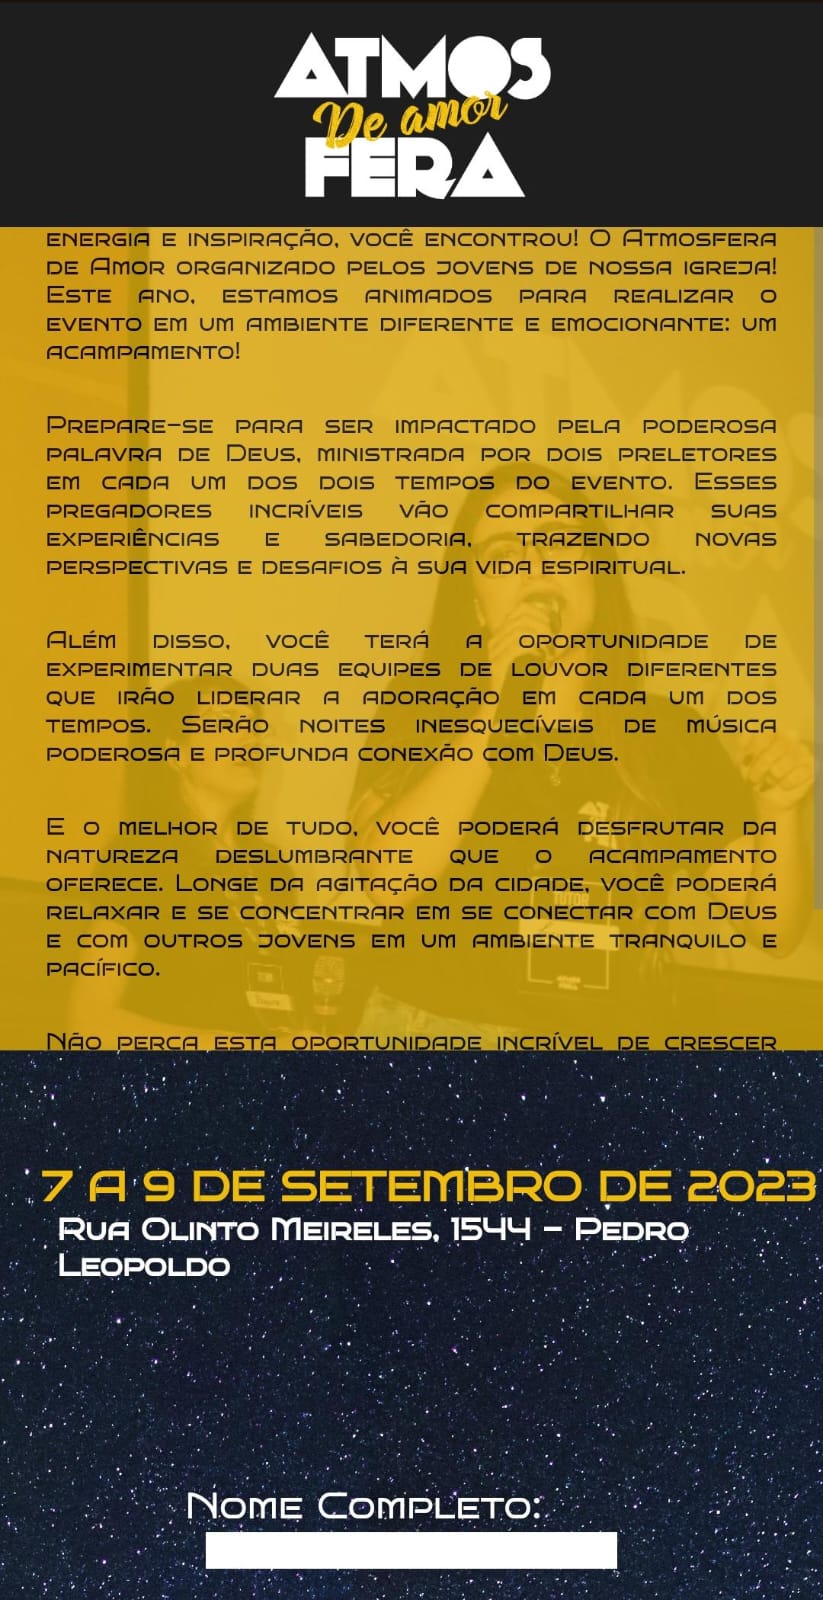 ATMOS
De amor
FERA
energia e inspiração, você encontrou! O Atmosfera
de Amor organizado pelos jovens de nossa igreja!
Este ano, estamos animados para realizar o
evento em um ambiente diferente e emocionante: um
acampamento!
Prepare-se para ser impactado pela poderosa
palavra de Deus, ministrada por dois preletores
em cada um dos dois tempos do evento. Esses
pregadores incríveis vão compartilhar suas
experiências e sabedoria, trazendo novas
perspectivas e desafios à sua vida espiritual.
Além disso, você terá a oportunidade de
experimentar duas equipes de louvor diferentes
que irão liderar a adoração em cada um dos
tempos. Serão noites inesquecíveis de música
poderosa e profunda conexão com Deus.
E o melhor de tudo, você poderá desfrutar da
natureza deslumbrante que o acampamento
oferece. Longe da agitação da cidade, você poderá
relaxar e se concentrar em se conectar com Deus
e com outros jovens em um ambiente tranquilo e
pacífico.
TUTOR
Não perca esta oportunidade incrível de crescer
7 a 9 de setembro de 2023
Rua Olinto Meireles, 1544 - Pedro
Leopoldo
Nome Completo: